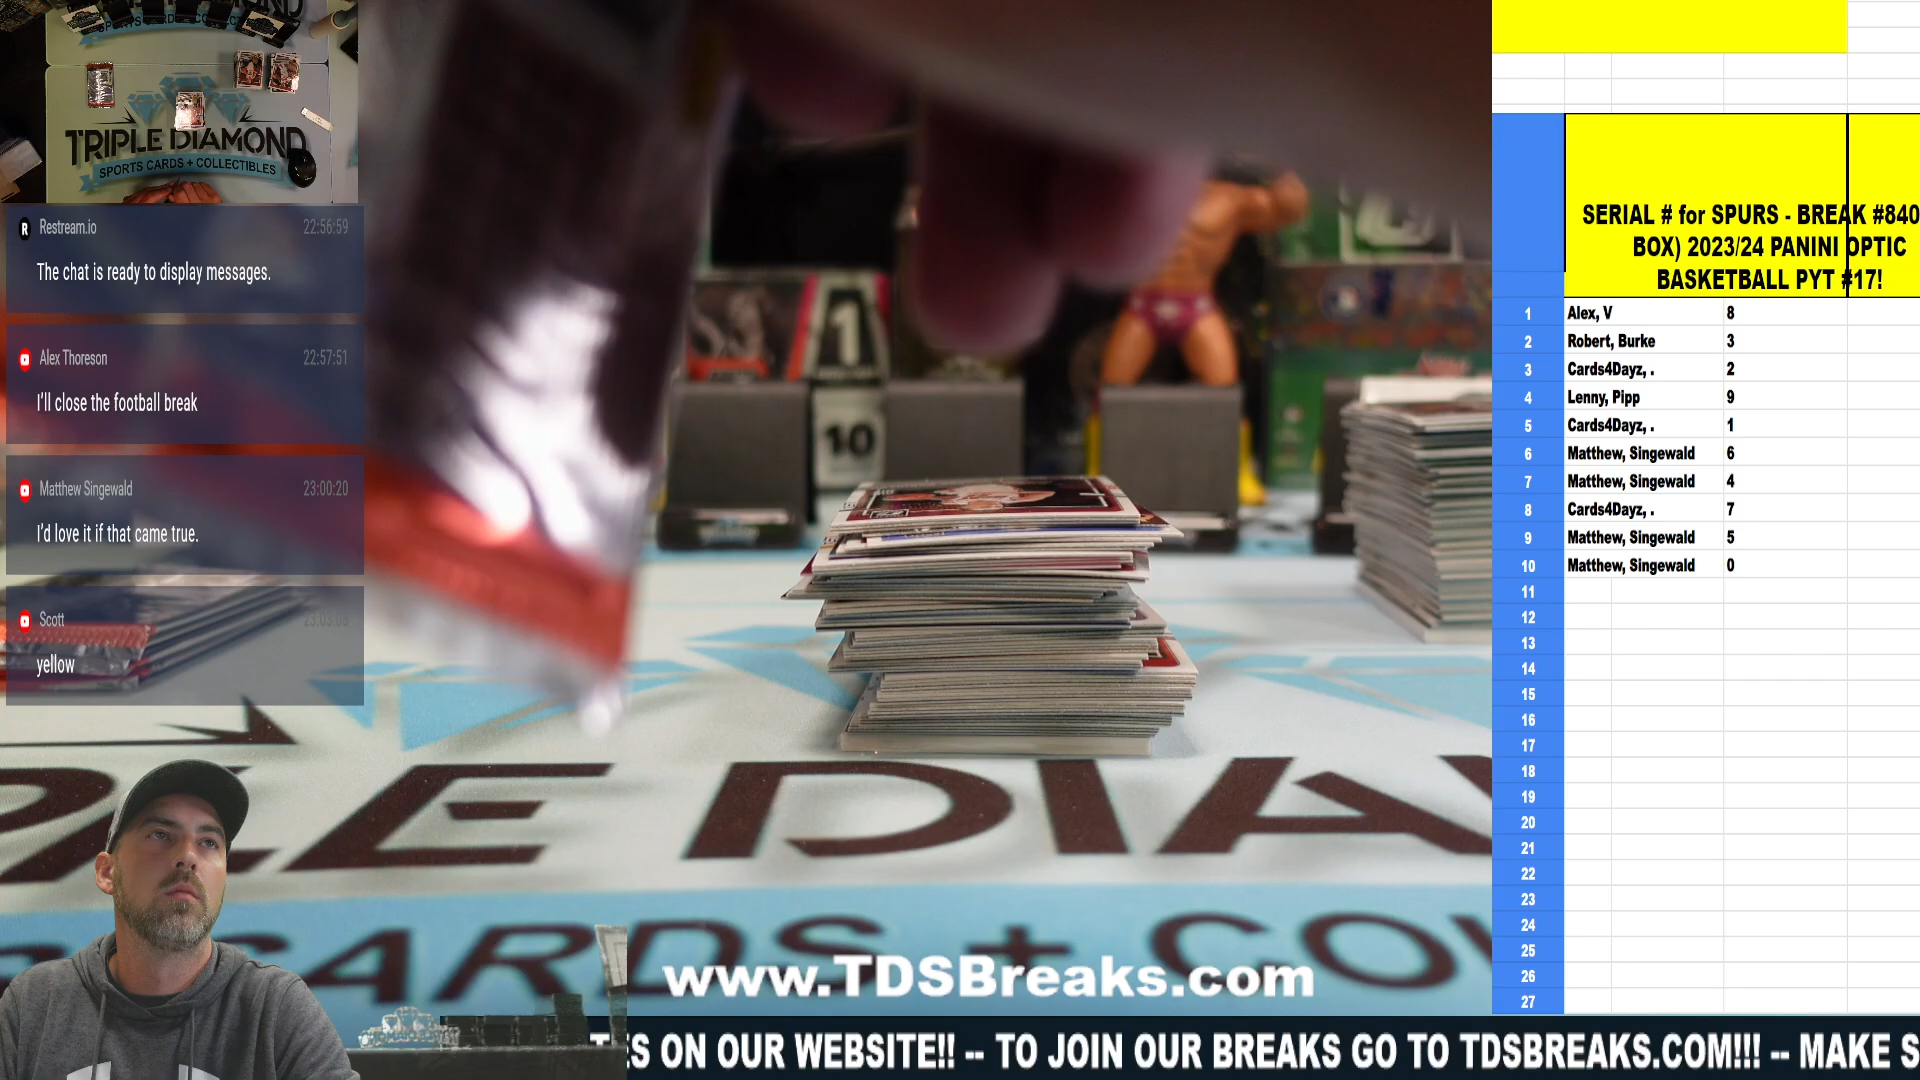 TRIPLE DIAMOND
SPORTS CARDS + COLLECTIBLES
R Restream.io 22:56:59
The chat is ready to display messages.
Alex Thoreson 22:57:51
I'll close the football break
Matthew Singewald 23:00:20
I'd love it if that came true.
Scott
yellow
1
10
PLE DIA
CARDS + CO
www.TDSBreaks.com
SERIAL # for SPURS - BREAK #840
BOX) 2023/24 PANINI OPTIC
BASKETBALL PYT #17!
1 Alex, V 8
2 Robert, Burke 3
3 Cards4Dayz, . 2
4 Lenny, Pipp 9
5 Cards4Dayz, . 1
6 Matthew, Singewald 6
7 Matthew, Singewald 4
8 Cards4Dayz, . 7
9 Matthew, Singewald 5
10 Matthew, Singewald 0
11
12
13
14
15
16
17
18
19
20
21
22
23
24
25
26
27
ES ON OUR WEBSITE!! -- TO JOIN OUR BREAKS GO TO TDSBREAKS.COM!!! -- MAKE S